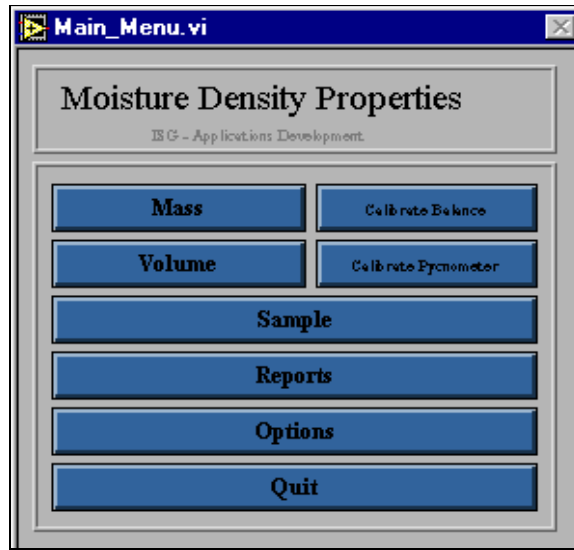 Main_Menu.vi
Moisture Density Properties
ISG - Applications Development
Mass
Calibrate Balance
Volume
Calibrate Pycnometer
Sample
Reports
Options
Quit